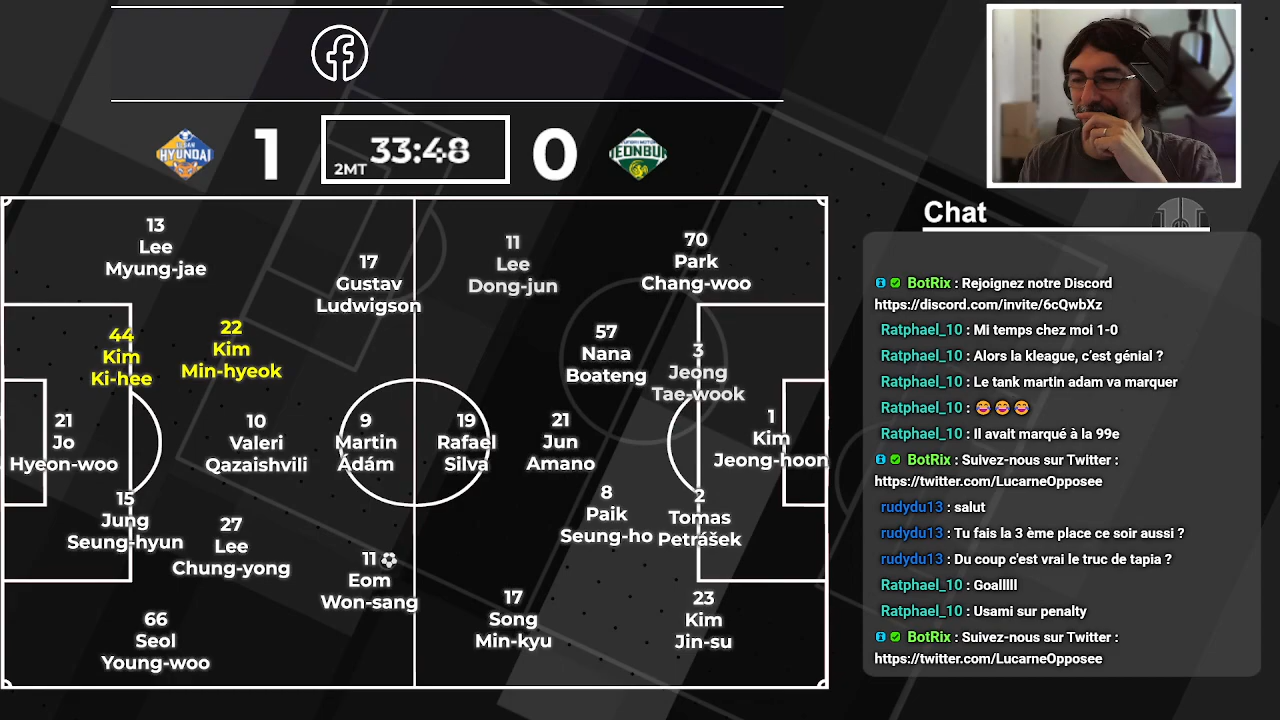 HYUNDAI
1
33:48
2MT
0
13
Lee
Myung-jae
17
Gustav
Ludwigson
11
Lee
Dong-jun
70
Park
Chang-woo
44
Kim
Ki-hee
22
Kim
Min-hyeok
57
Nana
Boateng
3
Jeong
Tae-wook
21
Jo
Hyeon-woo
10
Valeri
Qazaishvili
9
Martin
Ádám
19
Rafael
Silva
21
Jun
Amano
1
Kim
Jeong-hoon
15
Jung
Seung-hyun
27
Lee
Chung-yong
8
Paik
Seung-ho
2
Tomas
Petrášek
11
Eom
Won-sang
66
Seol
Young-woo
17
Song
Min-kyu
23
Kim
Jin-su
Chat
BotRix : Rejoignez notre Discord
https://discord.com/invite/6cQwbXz
Ratphael_10 : Mi temps chez moi 1-0
Ratphael_10 : Alors la kleague, c’est génial ?
Ratphael_10 : Le tank martin adam va marquer
Ratphael_10 : 😂 😂 😂
Ratphael_10 : Il avait marqué à la 99e
BotRix : Suivez-nous sur Twitter :
https://twitter.com/LucarneOpposee
rudydu13 : salut
rudydu13 : Tu fais la 3 ème place ce soir aussi ?
rudydu13 : Du coup c'est vrai le truc de tapia ?
Ratphael_10 : Goalllll
Ratphael_10 : Usami sur penalty
BotRix : Suivez-nous sur Twitter :
https://twitter.com/LucarneOpposee